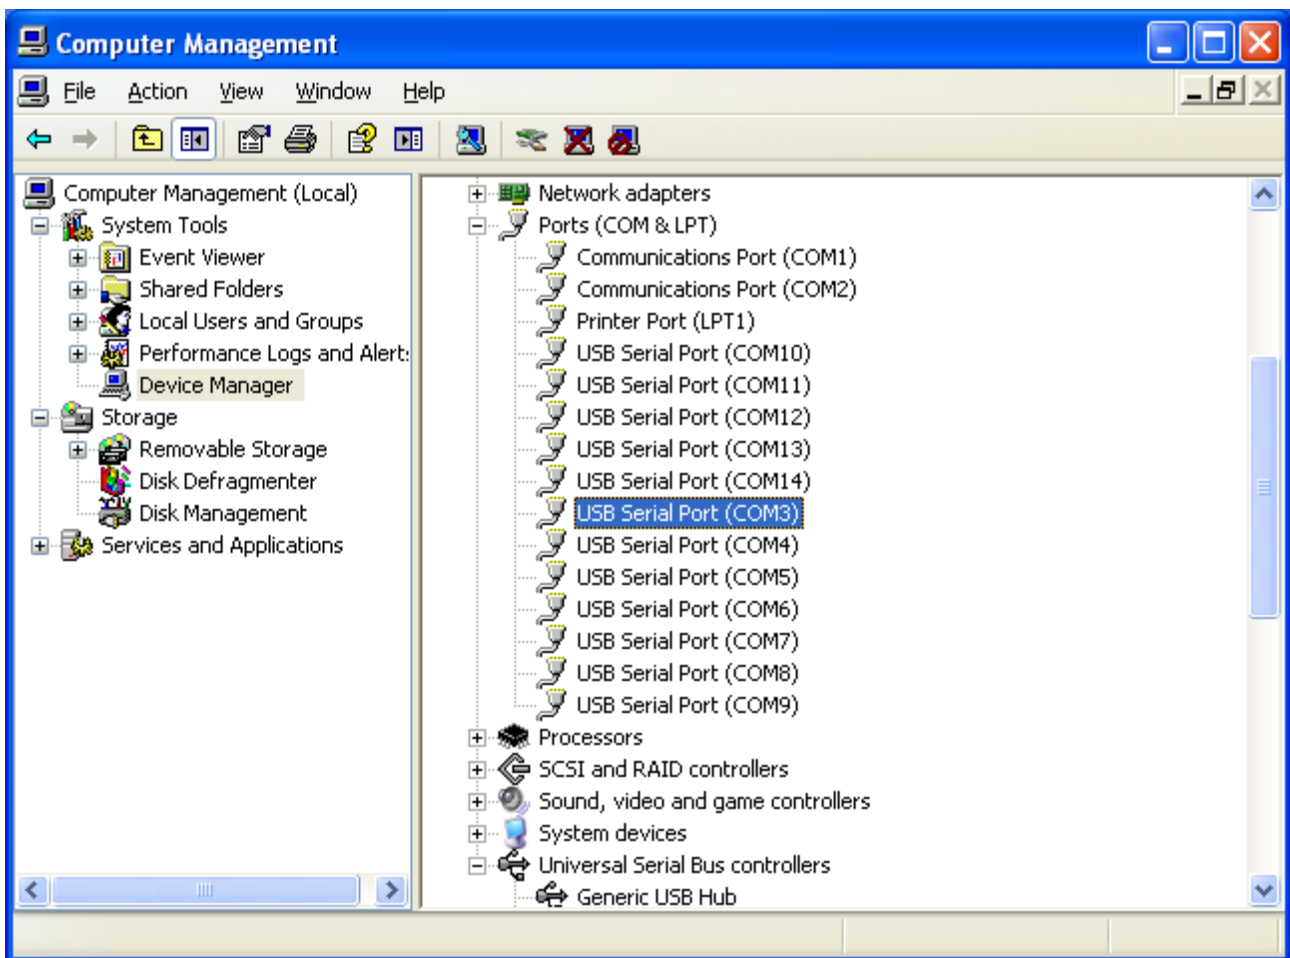 Computer Management
File Action View Window Help
Computer Management (Local)
System Tools
Event Viewer
Shared Folders
Local Users and Groups
Performance Logs and Alert
Device Manager
Storage
Removable Storage
Disk Defragmenter
Disk Management
Services and Applications
Network adapters
Ports (COM & LPT)
Communications Port (COM1)
Communications Port (COM2)
Printer Port (LPT1)
USB Serial Port (COM10)
USB Serial Port (COM11)
USB Serial Port (COM12)
USB Serial Port (COM13)
USB Serial Port (COM14)
USB Serial Port (COM3)
USB Serial Port (COM4)
USB Serial Port (COM5)
USB Serial Port (COM6)
USB Serial Port (COM7)
USB Serial Port (COM8)
USB Serial Port (COM9)
Processors
SCSI and RAID controllers
Sound, video and game controllers
System devices
Universal Serial Bus controllers
Generic USB Hub